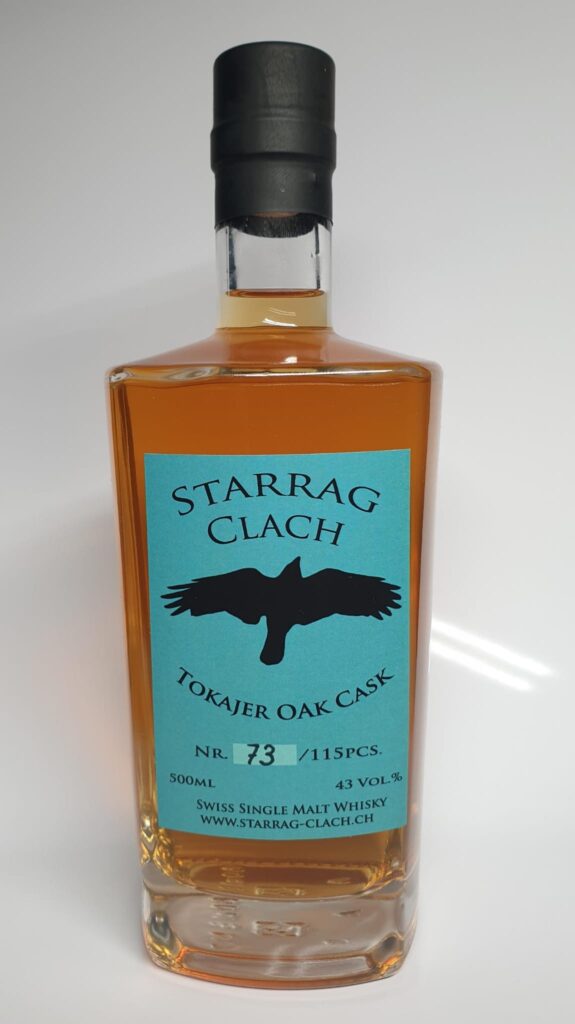 STARRAG
CLACH
TOKAJER OAK CASK
NR. 73 /115PCS.
500ML 43 VOL.%
SWISS SINGLE MALT WHISKY
WWW.STARRAG-CLACH.CH